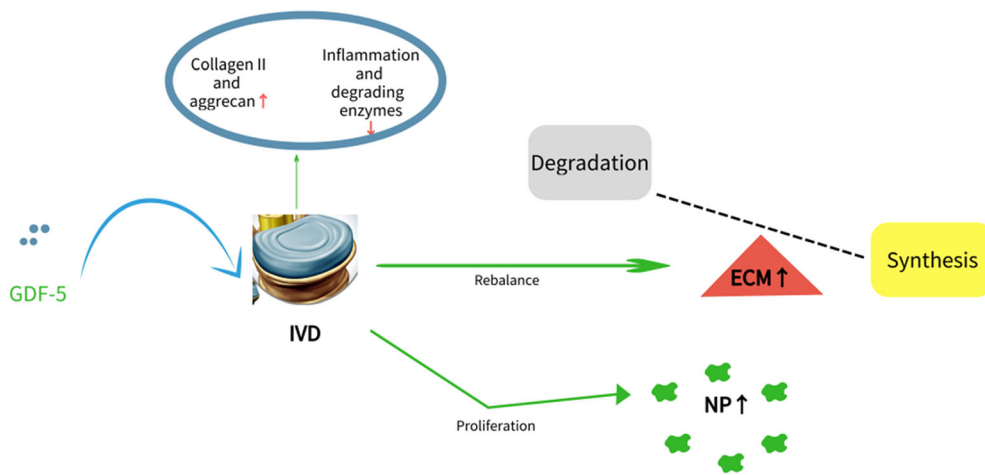 Collagen II
and
aggrecan ↑
Inflammation
and
degrading
enzymes
↓
Degradation
Synthesis
GDF-5
Rebalance
ECM ↑
IVD
NP ↑
Proliferation